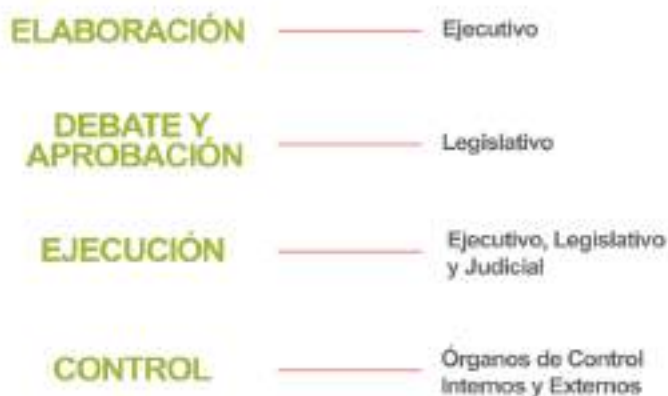 ELABORACIÓN
Ejecutivo
DEBATE Y
APROBACIÓN
Legislativo
EJECUCIÓN
Ejecutivo, Legislativo
y Judicial
CONTROL
Órganos de Control
Internos y Externos